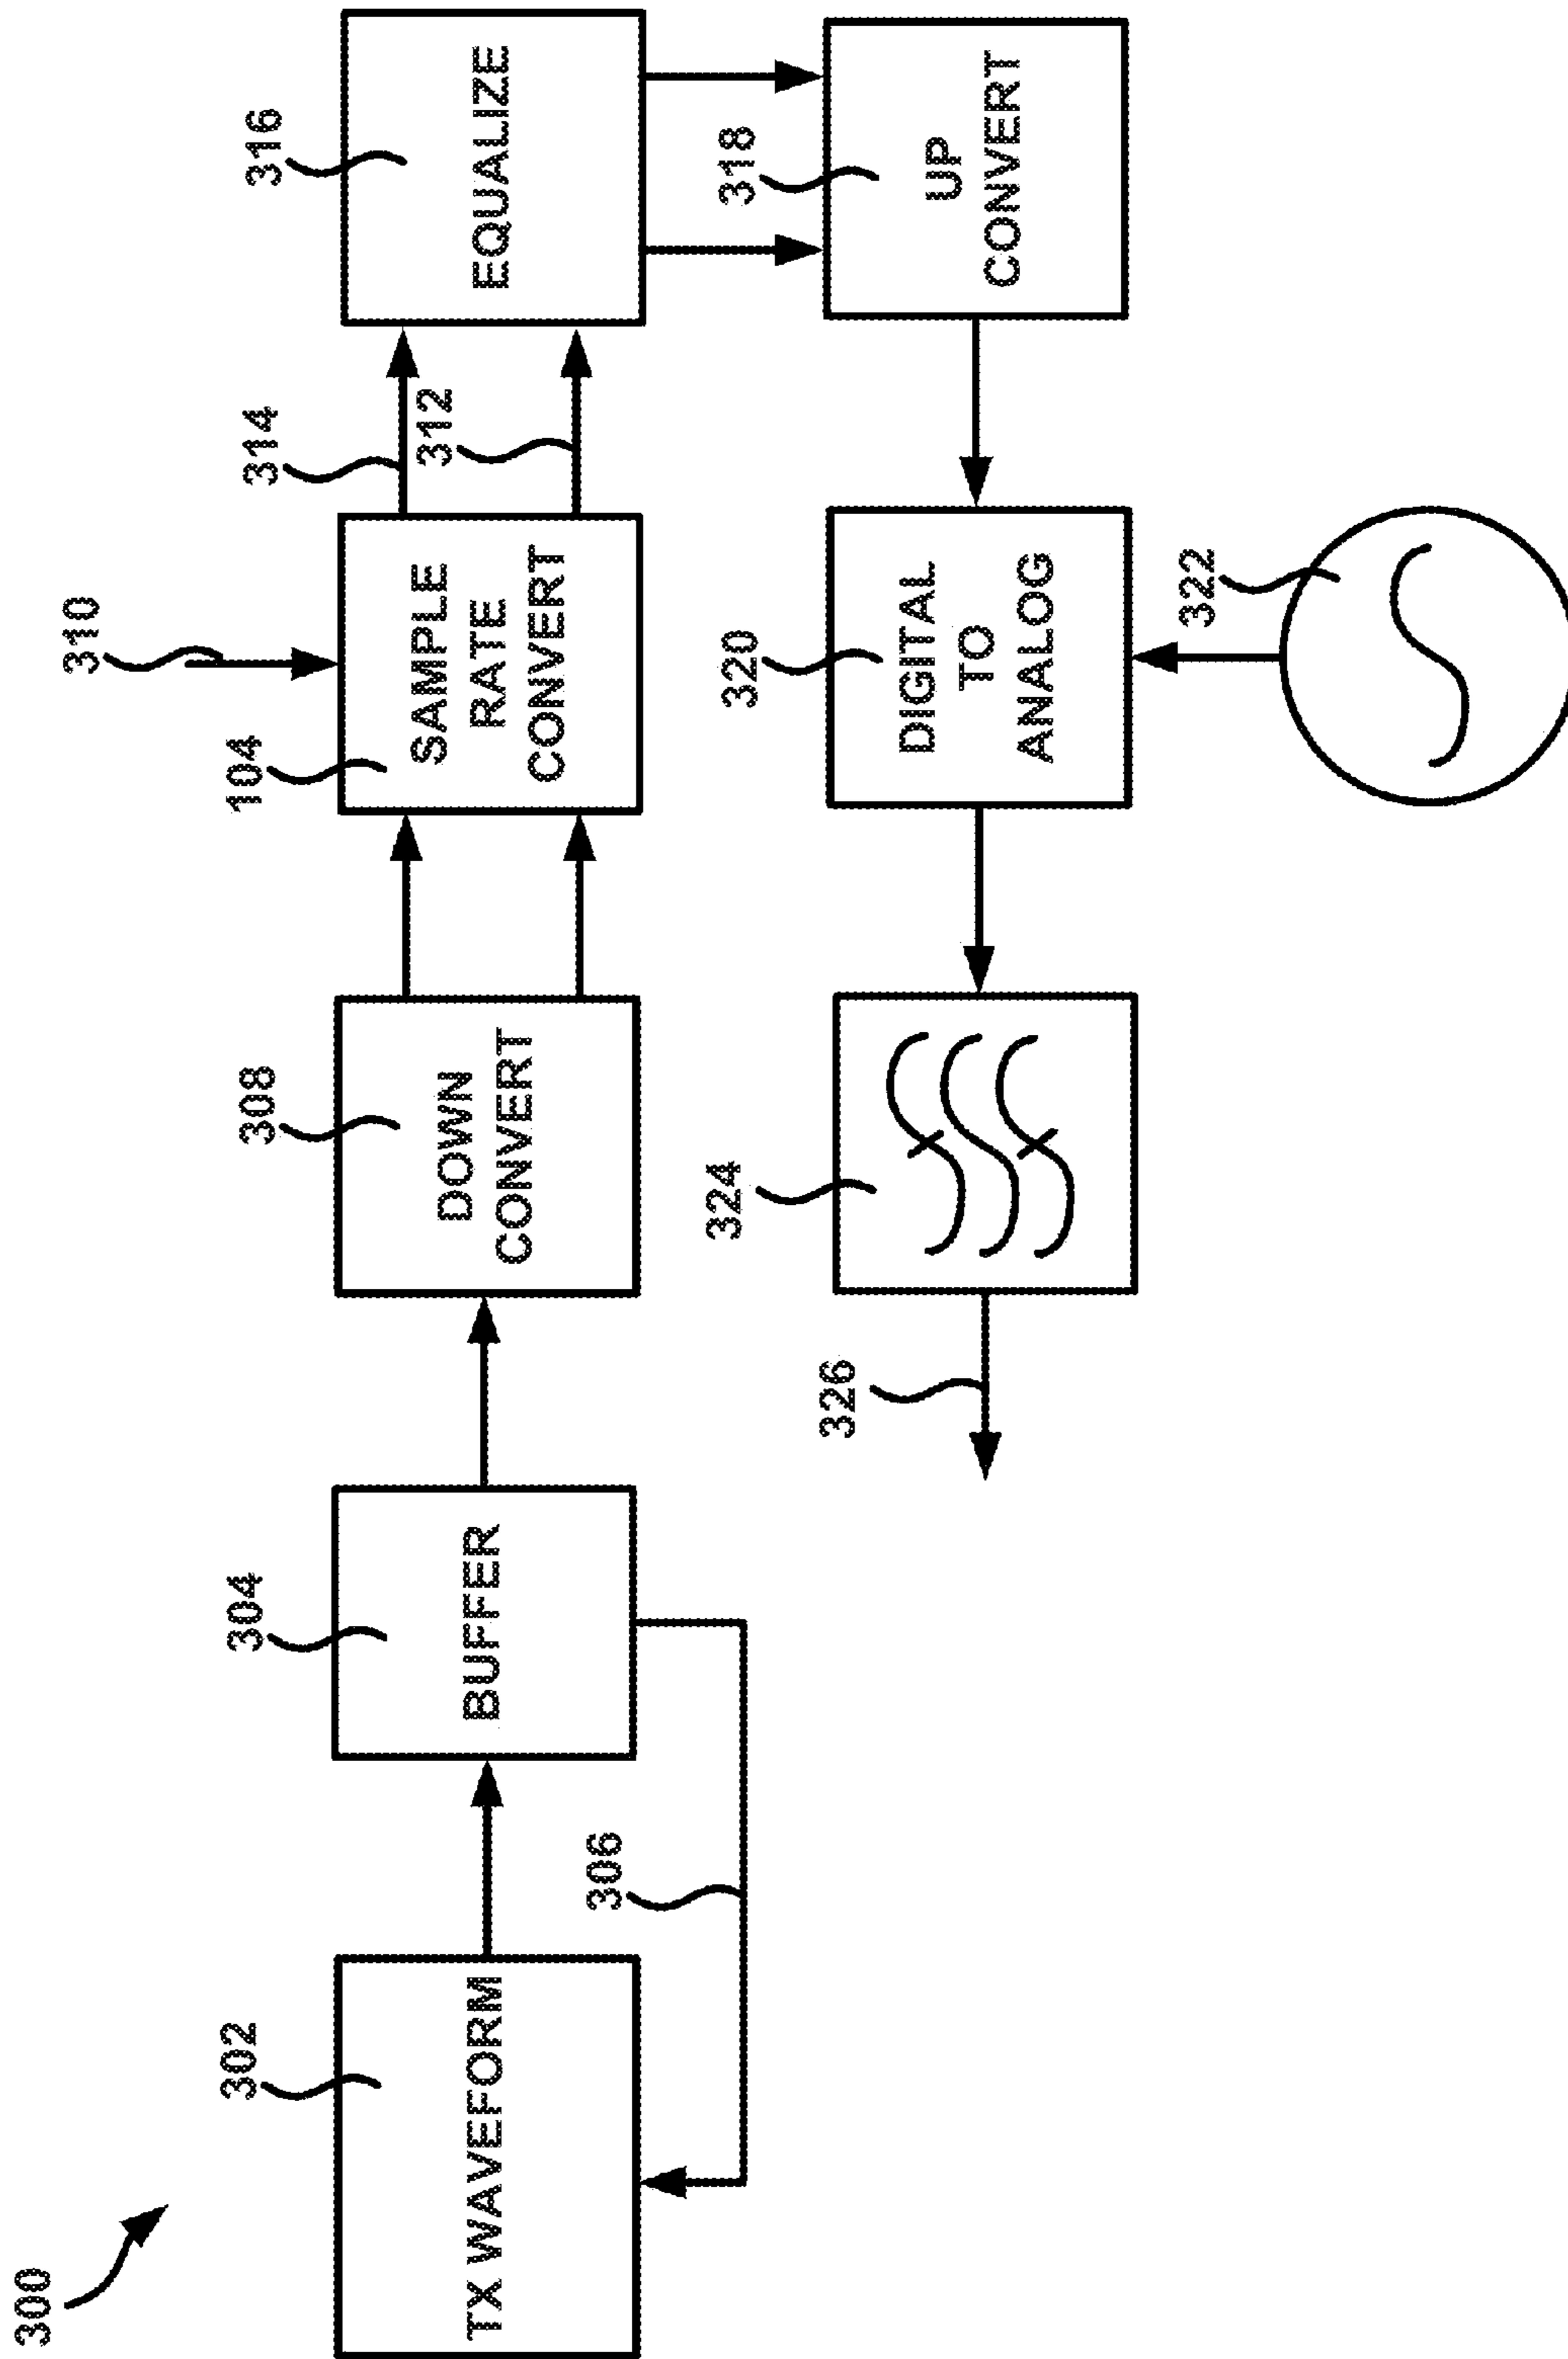 300
302
TX WAVEFORM
306
304
BUFFER
308
DOWN
CONVERT
310
104
SAMPLE
RATE
CONVERT
314
312
316
EQUALIZE
318
UP
CONVERT
320
DIGITAL
TO
ANALOG
322
324
326